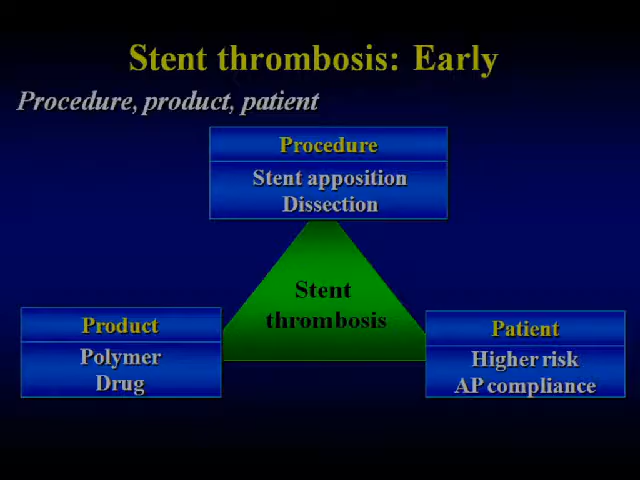 Stent thrombosis: Early
Procedure, product, patient
Procedure
Stent apposition
Dissection
Stent
thrombosis
Product
Polymer
Drug
Patient
Higher risk
AP compliance